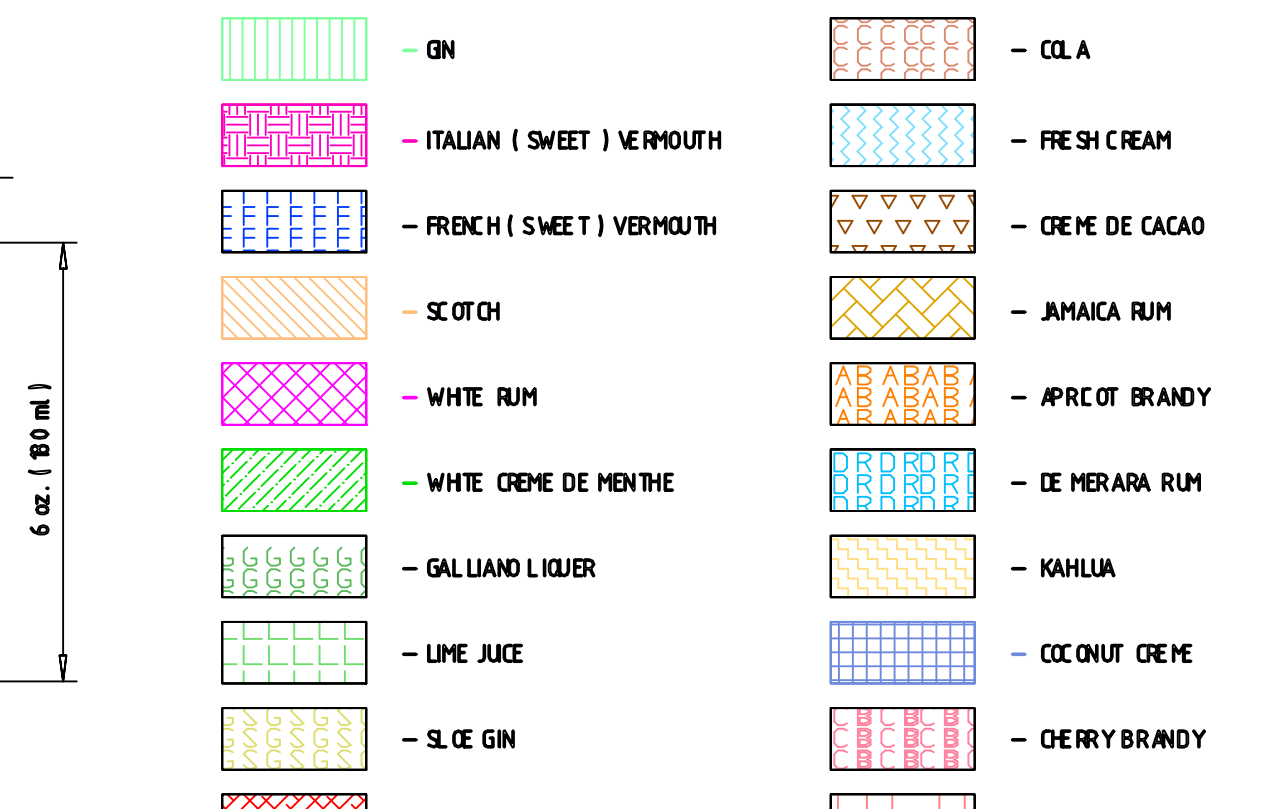 GIN
ITALIAN ( SWEET ) VERMOUTH
FRENCH ( SWEET ) VERMOUTH
SCOTCH
WHITE RUM
WHITE CREME DE MENTHE
GALLIANO LIQUER
LIME JUICE
SLOE GIN
COLA
FRESH CREAM
CREME DE CACAO
JAMAICA RUM
APRICOT BRANDY
DEMERARA RUM
KAHLUA
COCONUT CREME
CHERRY BRANDY
6 oz. ( 180 ml )